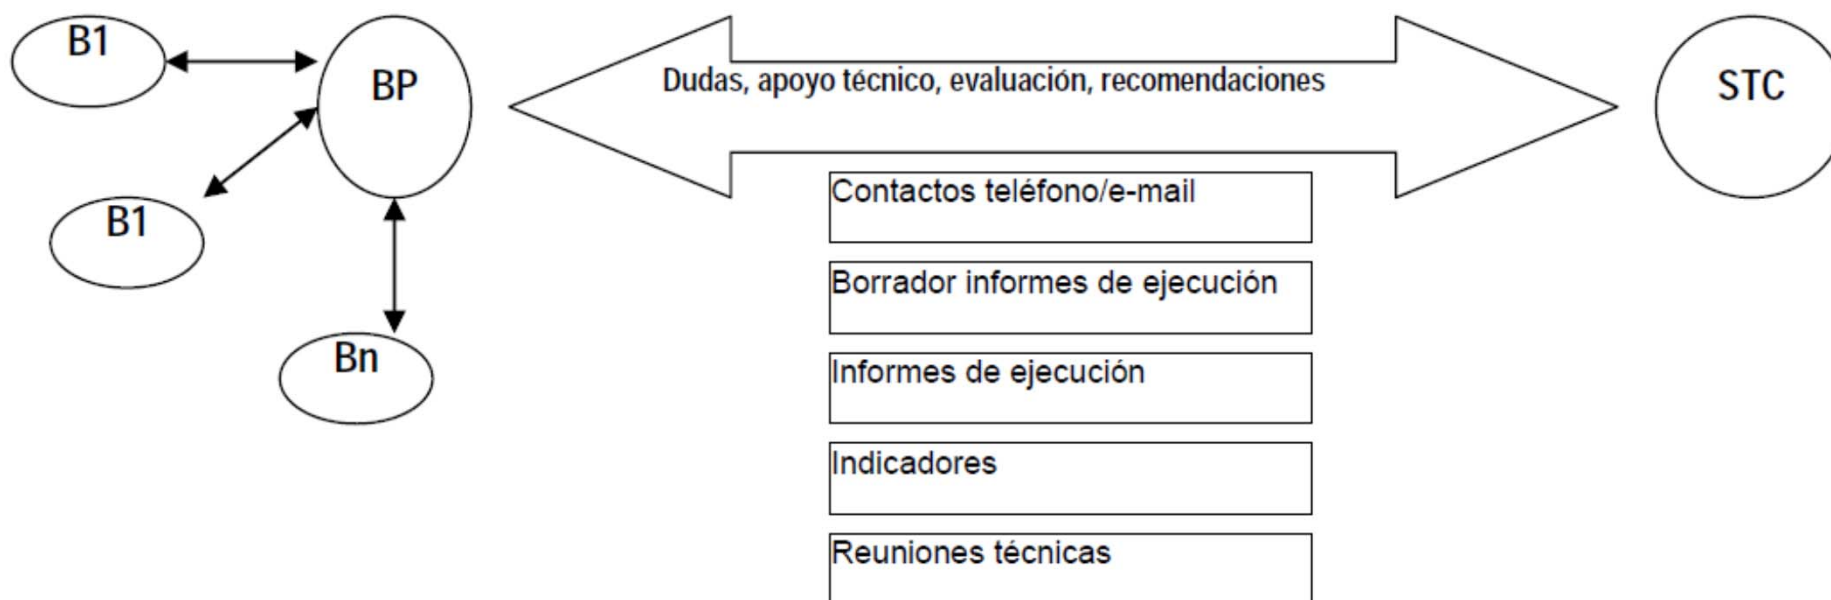 B1
BP
Dudas, apoyo técnico, evaluación, recomendaciones
STC
B1
Bn
Contactos teléfono/e-mail
Borrador informes de ejecución
Informes de ejecución
Indicadores
Reuniones técnicas